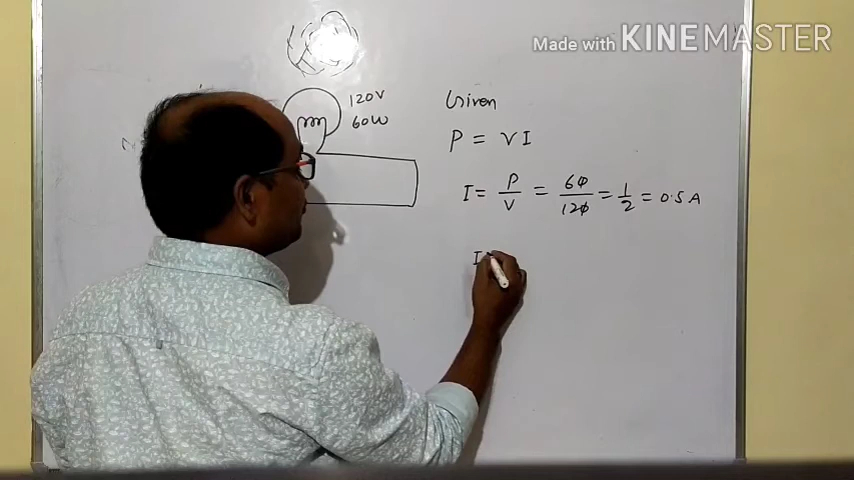 Made with KINEMASTER
120V
60W
Given
P = VI
I = P/V = 60/120 = 1/2 = 0.5 A
I